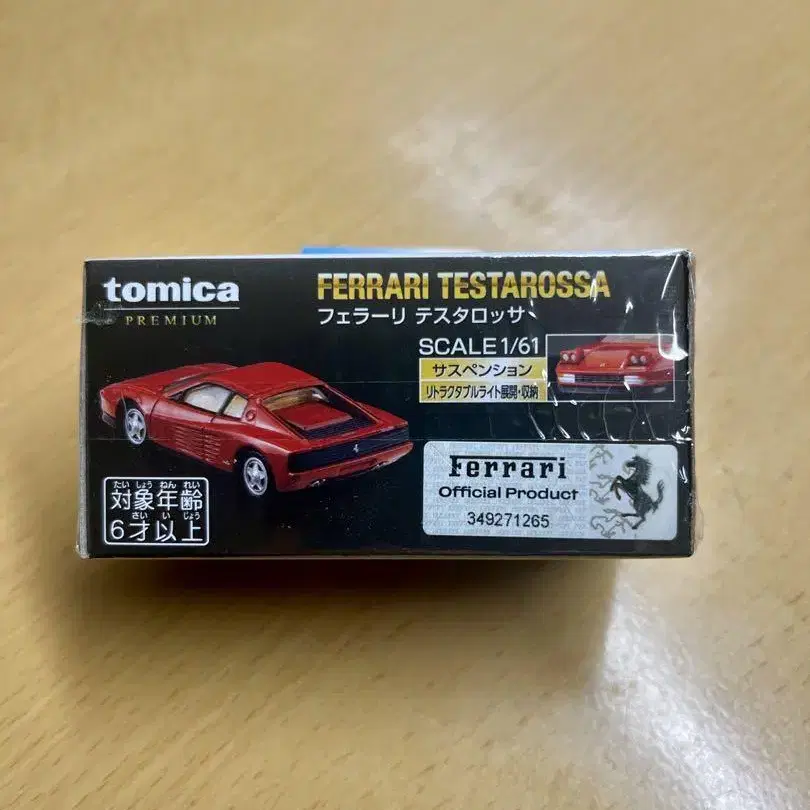 tomica
PREMIUM
FERRARI TESTAROSSA
フェラーリ テスタロッサ
SCALE 1/61
サスペンション
リトラクタブルライト展開・収納
Ferrari
Official Product
349271265
たい しょう ねん れい
対象年齢
さい い じょう
6才以上